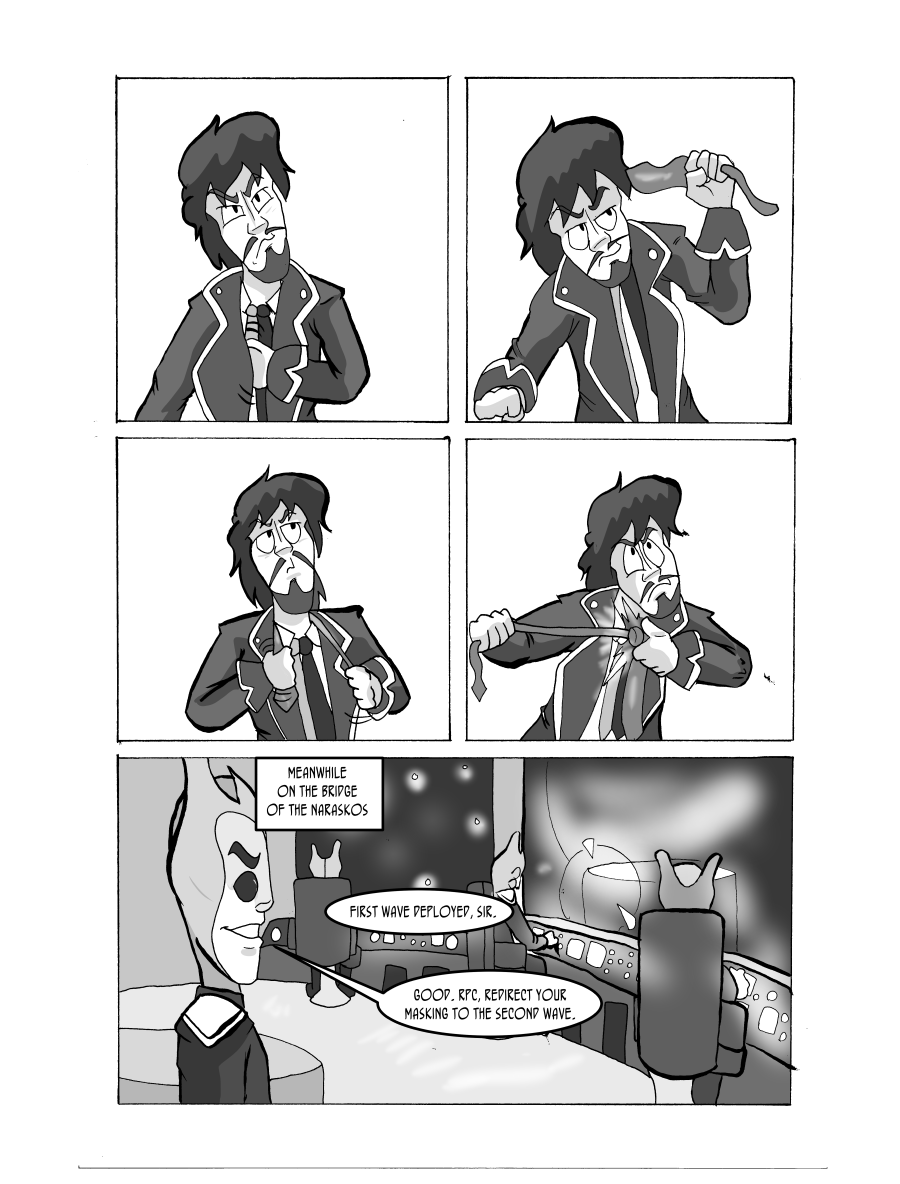 MEANWHILE
ON THE BRIDGE
OF THE NARASKOS
FIRST WAVE DEPLOYED, SIR.
GOOD. RPC, REDIRECT YOUR
MASKING TO THE SECOND WAVE.